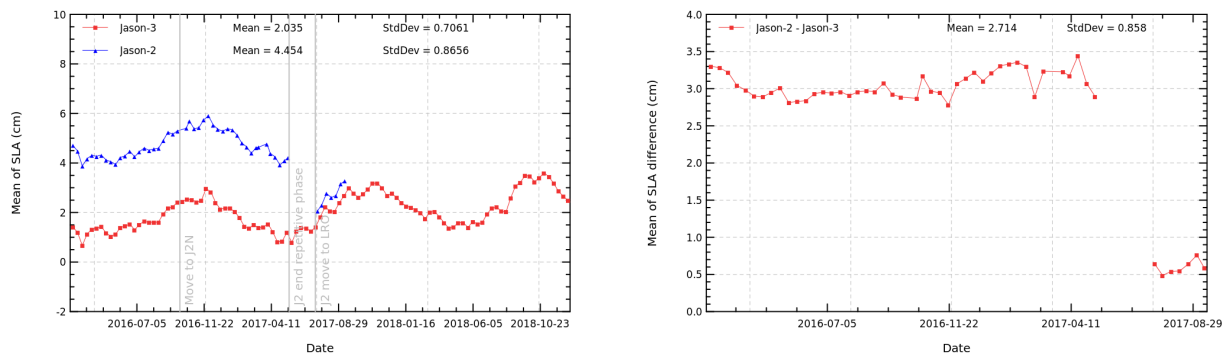 Jason-3 Mean = 2.035 StdDev = 0.7061
Jason-2 Mean = 4.454 StdDev = 0.8656
10
8
6
4
2
0
-2
Mean of SLA (cm)
Move to J2N
J2 end repetitive phase
J2 move to LRO
2016-07-05 2016-11-22 2017-04-11 2017-08-29 2018-01-16 2018-06-05 2018-10-23
Date
Jason-2 - Jason-3 Mean = 2.714 StdDev = 0.858
4.0
3.5
3.0
2.5
2.0
1.5
1.0
0.5
0.0
Mean of SLA difference (cm)
2016-07-05 2016-11-22 2017-04-11 2017-08-29
Date